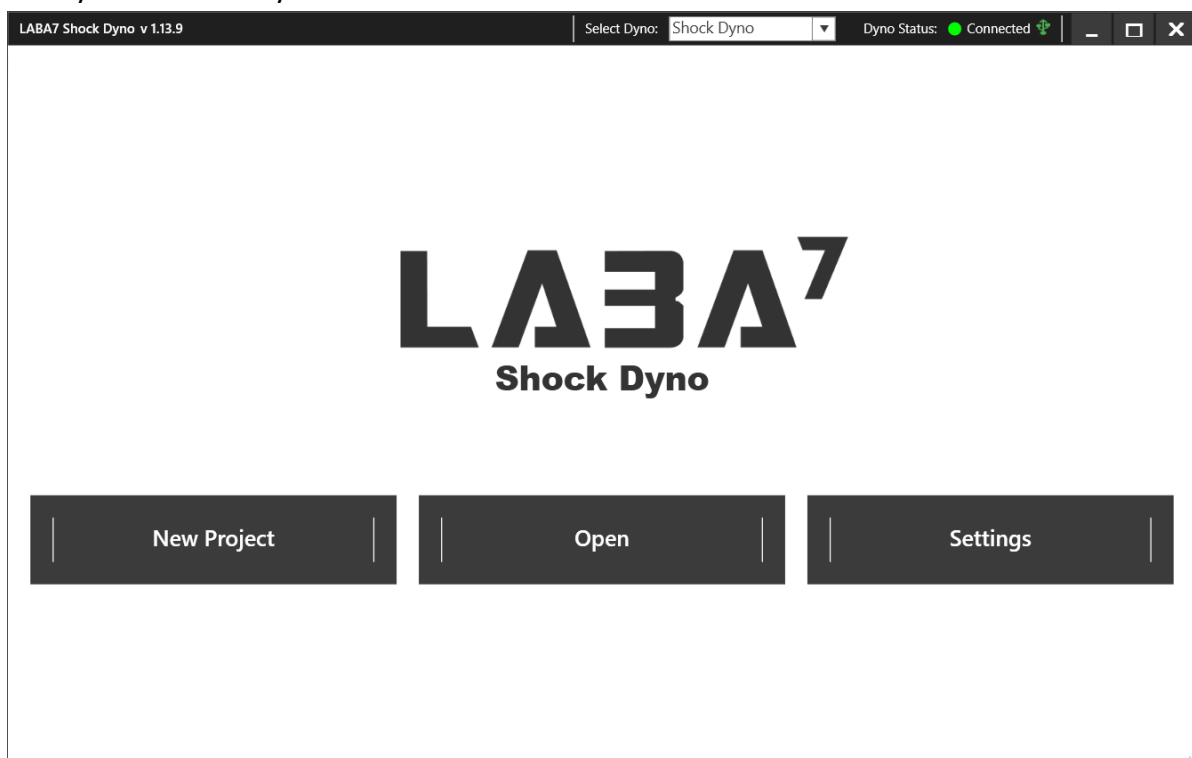 LABA7 Shock Dyno v 1.13.9 Select Dyno: Shock Dyno Dyno Status: Connected
LABA7
Shock Dyno
New Project Open Settings